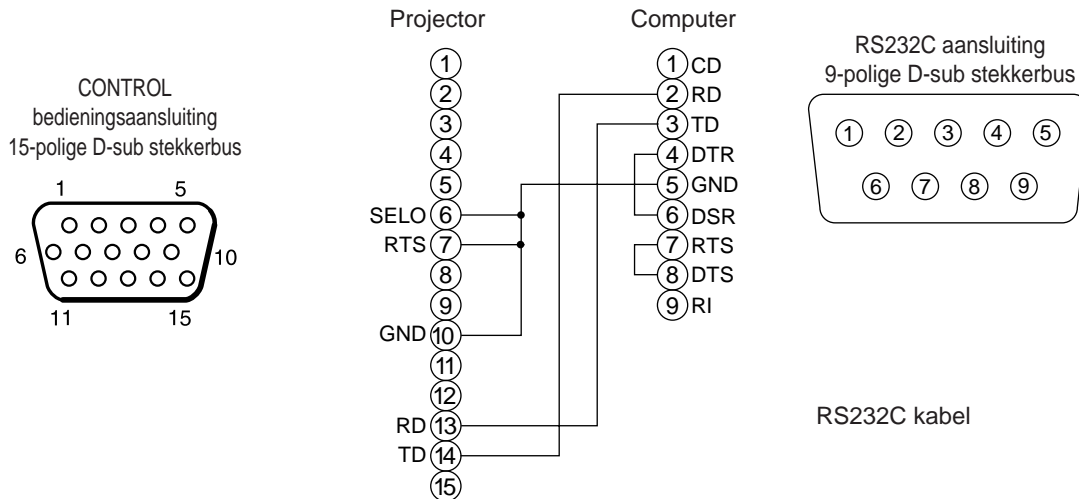 Projector Computer
CONTROL
bedieningsaansluiting
15-polige D-sub stekkerbus
1 5
6 10
11 15
1
2
3
4
5
SELO 6
RTS 7
8
9
GND 10
11
12
RD 13
TD 14
15
1 CD
2 RD
3 TD
4 DTR
5 GND
6 DSR
7 RTS
8 DTS
9 RI
RS232C aansluiting
9-polige D-sub stekkerbus
1 2 3 4 5
6 7 8 9
RS232C kabel